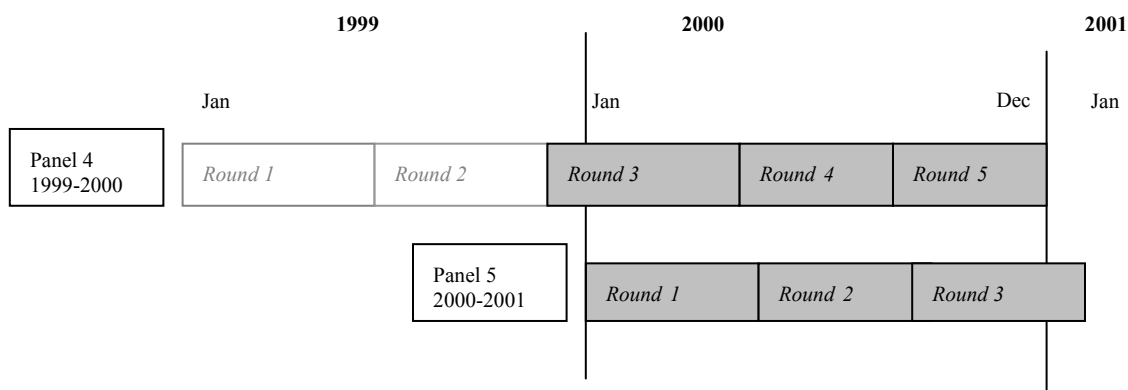 1999 2000 2001
Jan Jan Dec Jan
Panel 4
1999-2000
Round 1 Round 2 Round 3 Round 4 Round 5
Panel 5
2000-2001
Round 1 Round 2 Round 3